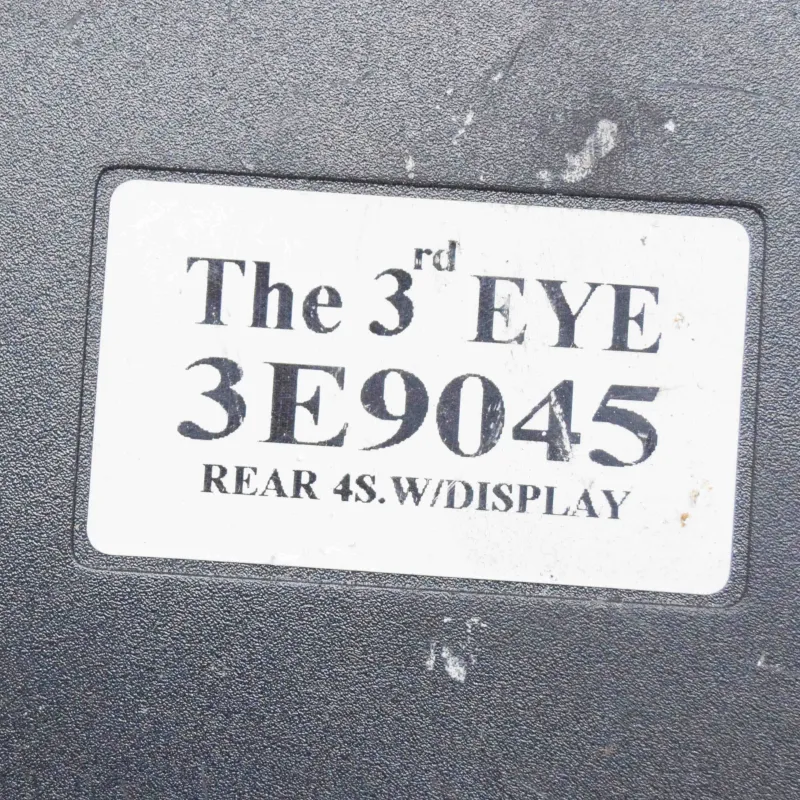 The 3rd EYE
3E9045
REAR 4S.W/DISPLAY